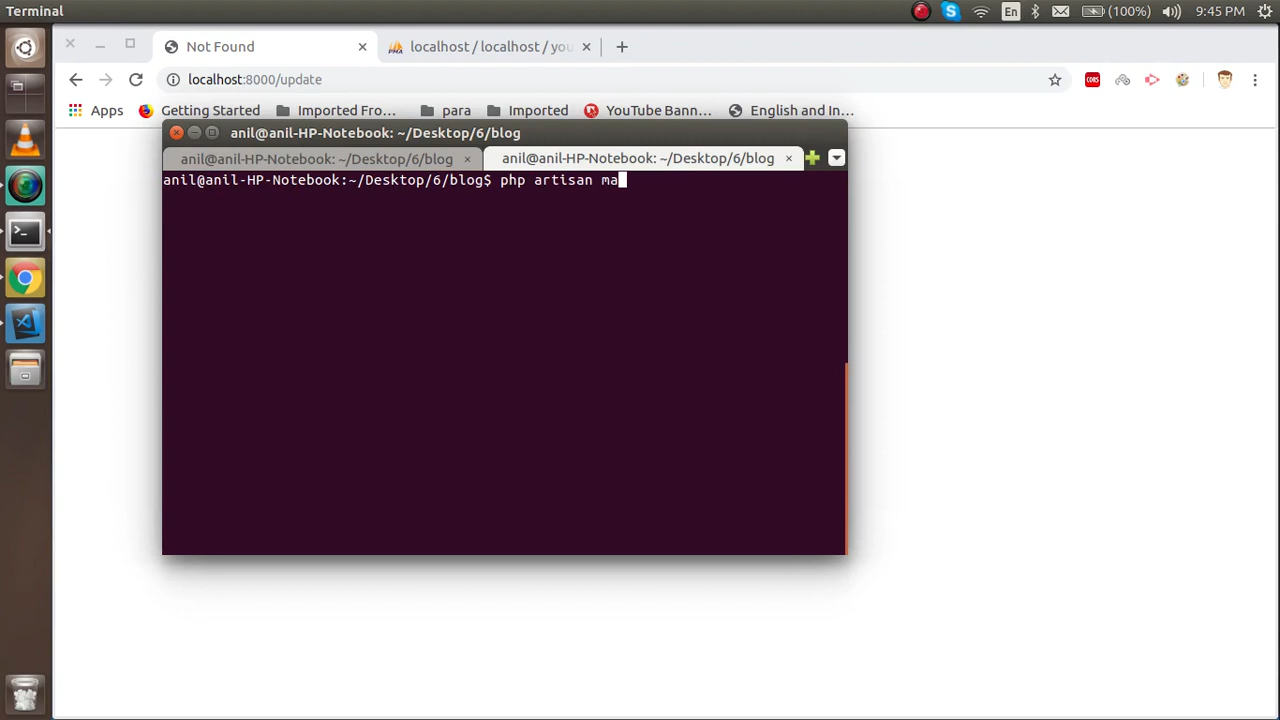 Terminal
En
(100%)
9:45 PM
Not Found
localhost / localhost / you
localhost:8000/update
CORS
Apps
Getting Started
Imported Fro...
para
Imported
YouTube Bann...
English and In...
anil@anil-HP-Notebook: ~/Desktop/6/blog
anil@anil-HP-Notebook: ~/Desktop/6/blog
anil@anil-HP-Notebook: ~/Desktop/6/blog
anil@anil-HP-Notebook:~/Desktop/6/blog$ php artisan ma